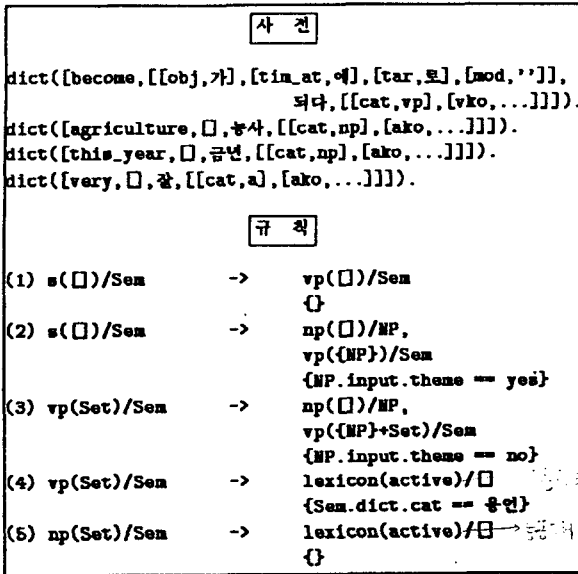 사 전
dict([become,[[obj,가],[tim_at,에],[tar,로],[mod,'']],
되다,[[cat,vp],[vko,...]]]).
dict([agriculture,[],농사,[[cat,np],[ako,...]]]).
dict([this_year,[],금년,[[cat,np],[ako,...]]]).
dict([very,[],잘,[[cat,a],[ako,...]]]).
규 칙
(1) s([])/Sem -> vp([])/Sem
{}
(2) s([])/Sem -> np([])/NP,
vp({NP})/Sem
{NP.input.theme == yes}
(3) vp(Set)/Sem -> np([])/NP,
vp({NP}+Set)/Sem
{NP.input.theme == no}
(4) vp(Set)/Sem -> lexicon(active)/[]
{Sem.dict.cat == 용언}
(5) np(Set)/Sem -> lexicon(active)/[]
{}